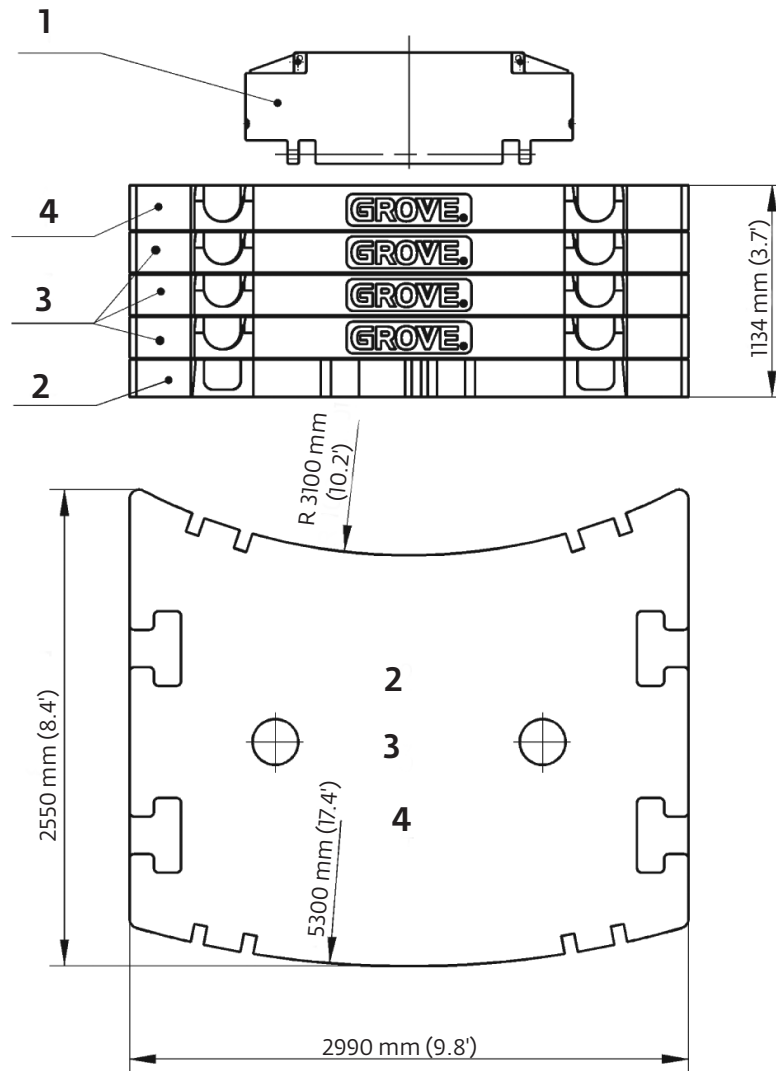 1
4
GROVE.
GROVE.
3
GROVE.
GROVE.
2
1134 mm (3.7')
R 3100 mm
(10.2')
2550 mm (8.4')
2
3
4
5300 mm (17.4')
2990 mm (9.8')